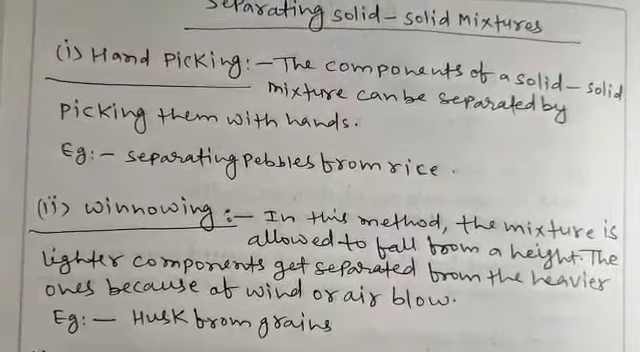 Separating solid-solid mixtures
(i) Hand Picking:- The components of a solid-solid
mixture can be separated by
picking them with hands.
Eg:- separating pebbles from rice.
(ii) winnowing:- In this method, the mixture is
allowed to fall from a height. The
lighter components get separated from the heavier
ones because of wind or air blow.
Eg:- Husk from grains